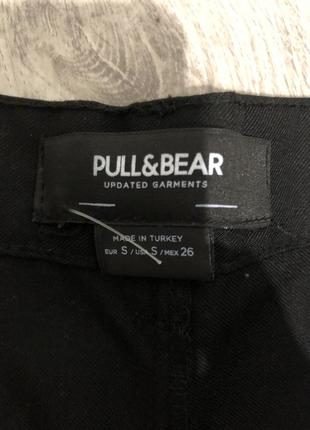 PULL&BEAR
UPDATED GARMENTS
MADE IN TURKEY
EUR S / USA S / MEX 26